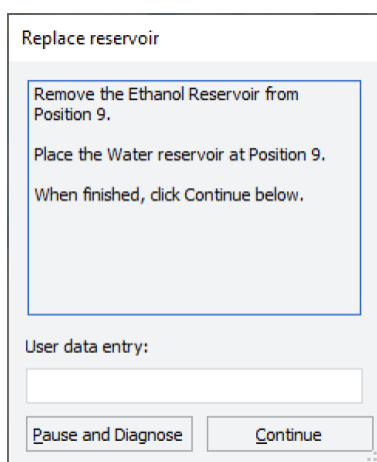 Replace reservoir
Remove the Ethanol Reservoir from
Position 9.
Place the Water reservoir at Position 9.
When finished, click Continue below.
User data entry:
Pause and Diagnose
Continue